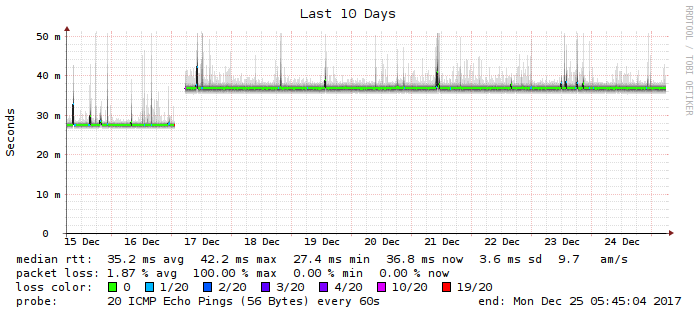 Last 10 Days
RRDTOOL / TOBI OETIKER
Seconds
50 m
40 m
30 m
20 m
10 m
0
15 Dec 16 Dec 17 Dec 18 Dec 19 Dec 20 Dec 21 Dec 22 Dec 23 Dec 24 Dec
median rtt: 35.2 ms avg 42.2 ms max 27.4 ms min 36.8 ms now 3.6 ms sd 9.7 am/s
packet loss: 1.87 % avg 100.00 % max 0.00 % min 0.00 % now
loss color: 0 1/20 2/20 3/20 4/20 10/20 19/20
probe: 20 ICMP Echo Pings (56 Bytes) every 60s end: Mon Dec 25 05:45:04 2017